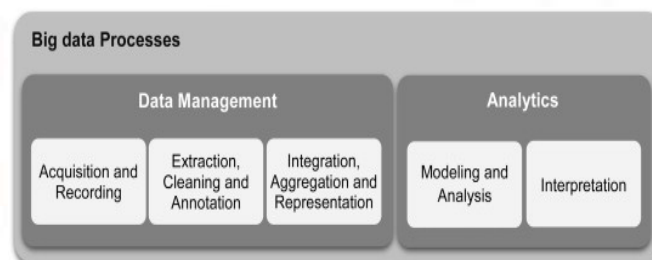 Big data Processes
Data Management
Analytics
Acquisition and
Recording
Extraction,
Cleaning and
Annotation
Integration,
Aggregation and
Representation
Modeling and
Analysis
Interpretation